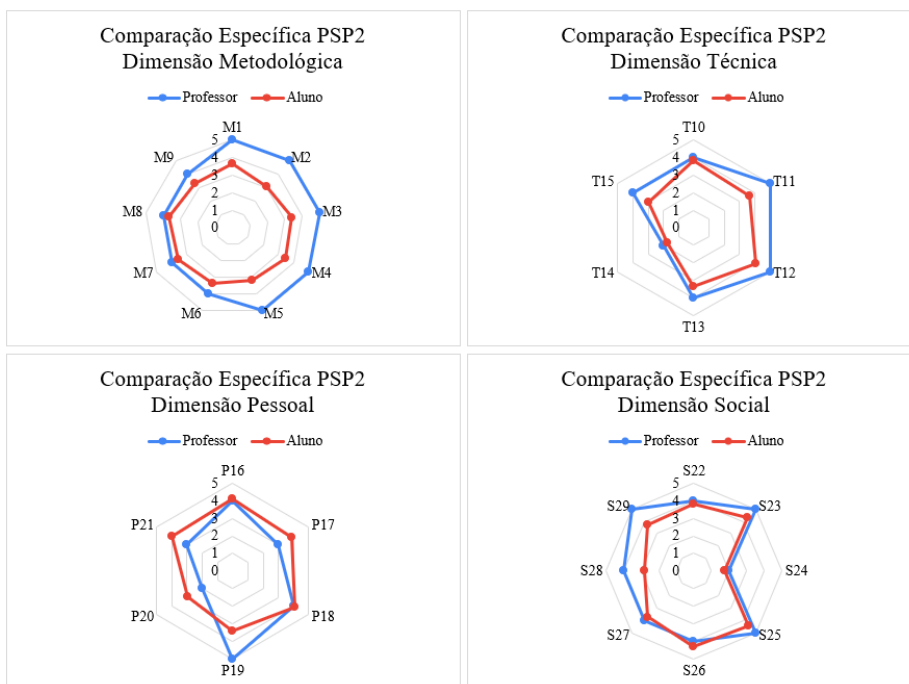 Comparação Específica PSP2
Dimensão Metodológica
Professor Aluno
M1
M2
M3
M4
M5
M6
M7
M8
M9
5
4
3
2
1
0
Comparação Específica PSP2
Dimensão Técnica
Professor Aluno
T10
T11
T12
T13
T14
T15
5
4
3
2
1
0
Comparação Específica PSP2
Dimensão Pessoal
Professor Aluno
P16
P17
P18
P19
P20
P21
5
4
3
2
1
0
Comparação Específica PSP2
Dimensão Social
Professor Aluno
S22
S23
S24
S25
S26
S27
S28
S29
5
4
3
2
1
0